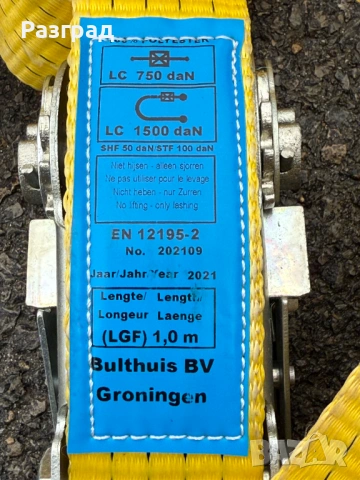 Разград
LC 750 daN
LC 1500 daN
SHF 50 daN/STF 100 daN
Niet hijsen - alleen sjorren
Ne pas utiliser pour le levage
Nicht heben - nur Zurren
No lifting - only lashing
EN 12195-2
No. 202109
Jaar/Jahr/Year 2021
Lengte/ Length/
Longeur Laenge
(LGF) 1,0 m
Bulthuis BV
Groningen
BAZAR